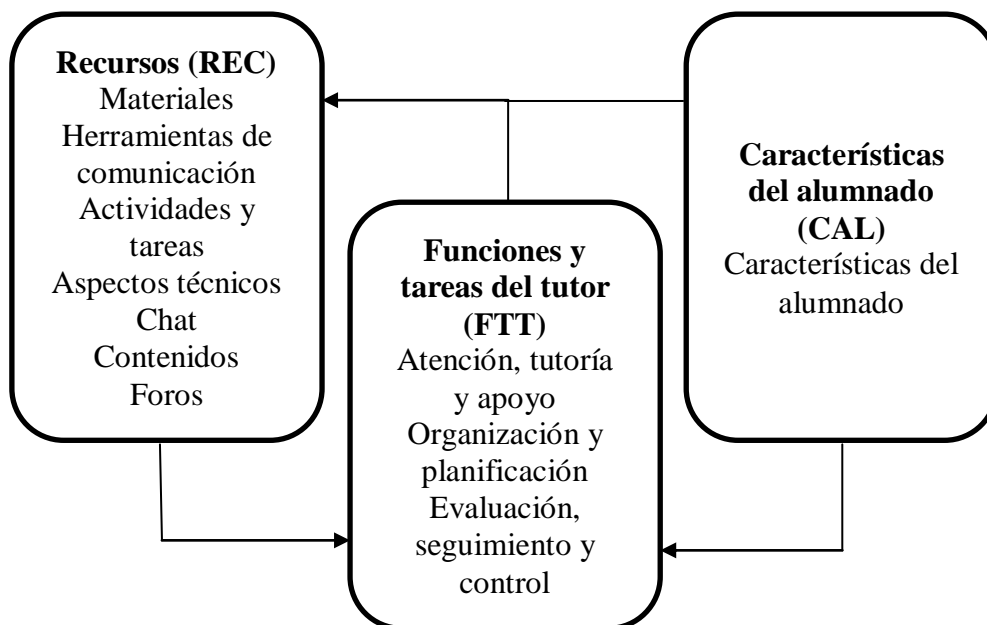 Recursos (REC)
Materiales
Herramientas de
comunicación
Actividades y
tareas
Aspectos técnicos
Chat
Contenidos
Foros
Funciones y
tareas del tutor
(FTT)
Atención, tutoría
y apoyo
Organización y
planificación
Evaluación,
seguimiento y
control
Características
del alumnado
(CAL)
Características del
alumnado